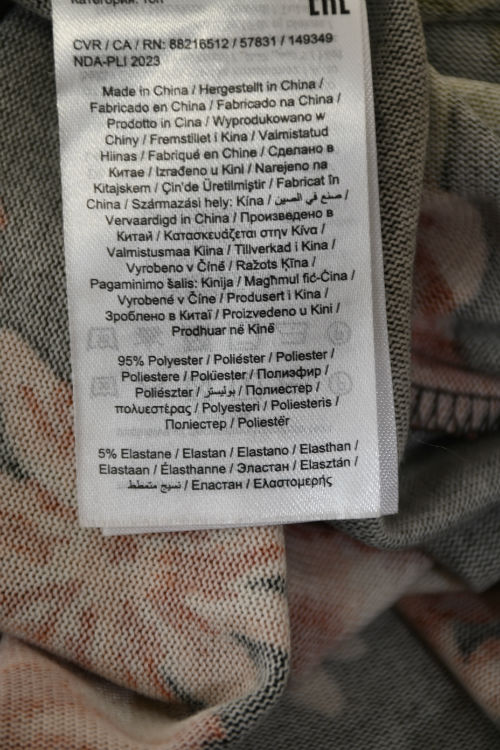 Категория: Топ
EAC
CVR / CA / RN: 88216512 / 57831 / 149349
NDA-PLI 2023
Made in China / Hergestellt in China /
Fabricado en China / Fabricado na China /
Prodotto in Cina / Wyprodukowano w
Chiny / Fremstillet i Kina / Valmistatud
Hiinas / Fabriqué en Chine / Сделано в
Китае / Izrađeno u Kini / Narejeno na
Kitajskem / Çin'de Üretilmiştir / Fabricat în
China / Származási hely: Kína / صنع في الصين /
Vervaardigd in China / Произведено в
Китай / Κατασκευάζεται στην Κίνα /
Valmistusmaa Kiina / Tillverkad i Kina /
Vyrobeno v Číně / Ražots Ķīna /
Pagaminimo šalis: Kinija / Magħmul fiċ-Ċina /
Vyrobené v Číne / Produsert i Kina /
Зроблено в Китаї / Proizvedeno u Kini /
Prodhuar në Kinë
95% Polyester / Poliéster / Poliester /
Poliestere / Polüester / Полиэфир /
Poliészter / بوليستر / Полиестер /
πολυεστέρας / Polyesteri / Poliesteris /
Поліестер / Poliestër
5% Elastane / Elastan / Elastano / Elasthan /
Elastaan / Élasthanne / Эластан / Elasztán /
نسيج متمطط / Еластан / Ελαστομερής